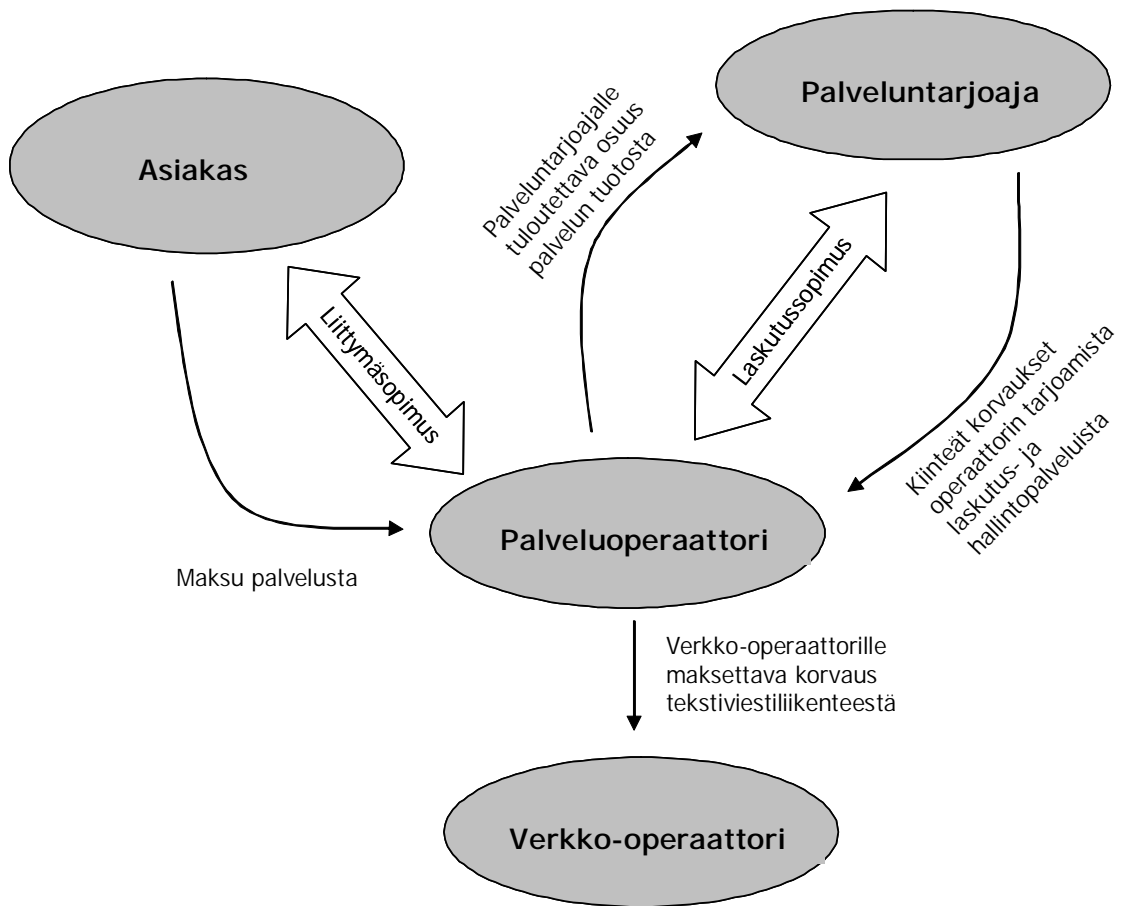 Palveluntarjoaja
Asiakas
Palveluntarjoajalle
tuloutettava osuus
palvelun tuotosta
Liittymäsopimus
Laskutussopimus
Kiinteät korvaukset
operaattorin tarjoamista
laskutus- ja
hallintopalveluista
Palveluoperaattori
Maksu palvelusta
Verkko-operaattorille
maksettava korvaus
tekstiviestiliikenteestä
Verkko-operaattori